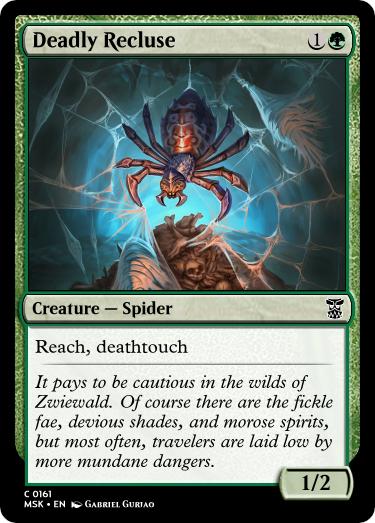 Deadly Recluse 1
Creature — Spider
Reach, deathtouch
It pays to be cautious in the wilds of
Zwiewald. Of course there are the fickle
fae, devious shades, and morose spirits,
but most often, travelers are laid low by
more mundane dangers.
1/2
C 0161
MSK • EN Gabriel Gurjao